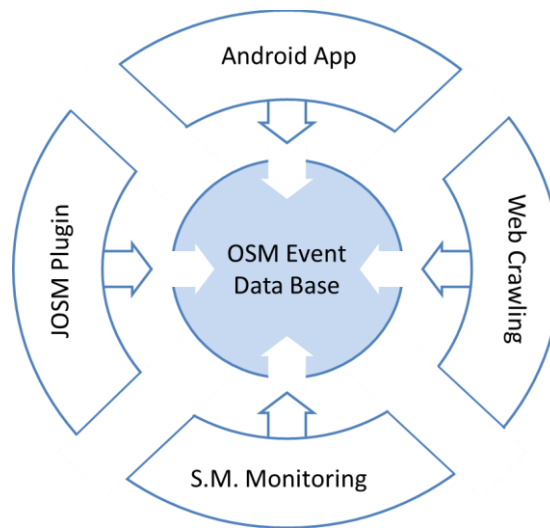 Android App
JOSM Plugin
OSM Event
Data Base
Web Crawling
S.M. Monitoring